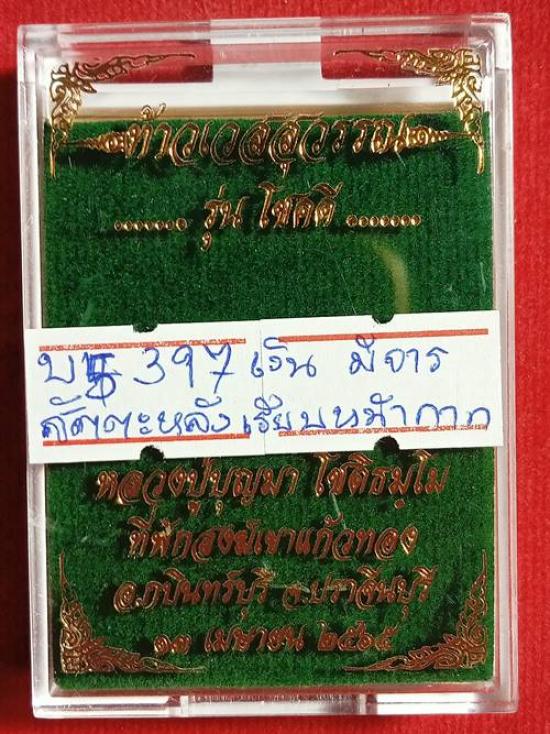 ท้าวเวสสุวรรณ
....... รุ่น โชคดี .......
397 เงิน มีจาร
หลัง เรียบหน้ากาก
หลวงปู่บุญมา โชติธมฺโม
ที่พักสงฆ์เขาแก้วทอง
อ.กบินทร์บุรี จ.ปราจีนบุรี
๑๓ เมษายน ๒๕๖๕